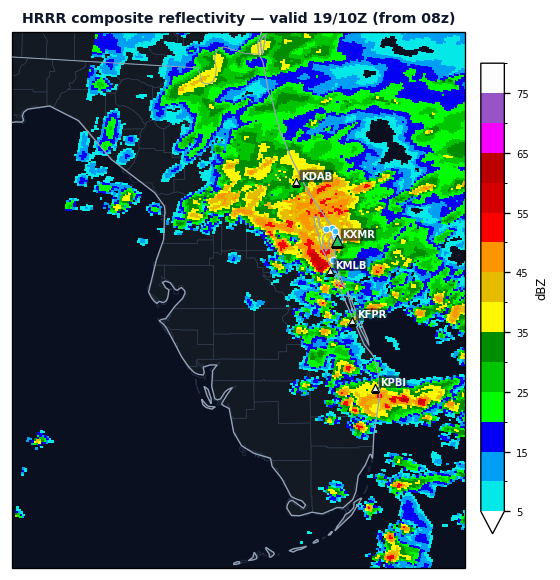 HRRR composite reflectivity — valid 19/10Z (from 08z)
KDAB
KXMR
KMLB
KFPR
KPBI
75
65
55
45
35
25
15
5
dBZ